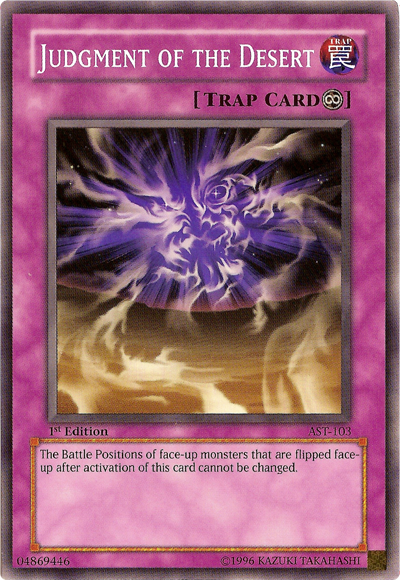 JUDGMENT OF THE DESERT
TRAP
罠
[TRAP CARD∞]
1st Edition
AST-103
The Battle Positions of face-up monsters that are flipped face-
up after activation of this card cannot be changed.
04869446
©1996 KAZUKI TAKAHASHI